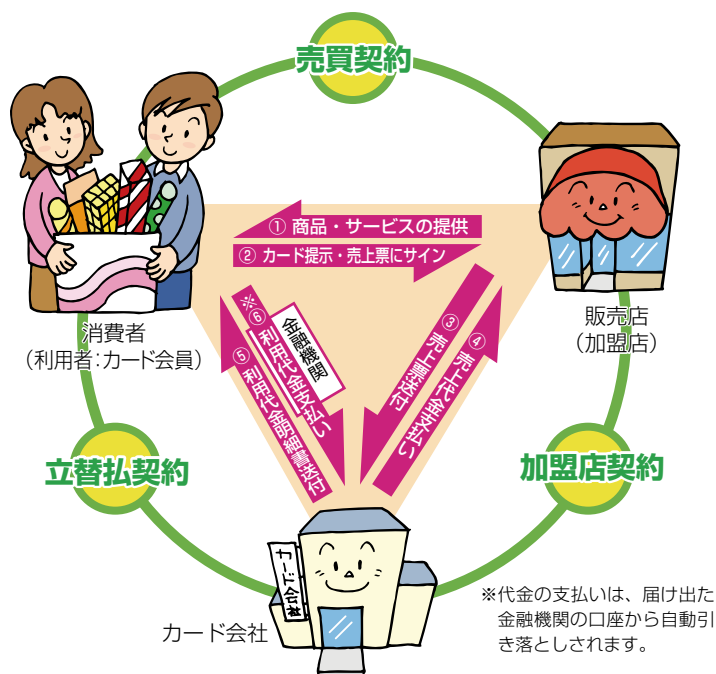 売買契約
① 商品・サービスの提供
② カード提示・売上票にサイン
消費者
（利用者：カード会員）
販売店
（加盟店）
③ 売上票送付
④ 売上代金支払い
金融機関
※⑥ 利用代金支払い
⑤ 利用代金明細書送付
立替払契約
加盟店契約
カード会社
カード会社
※代金の支払いは、届け出た
金融機関の口座から自動引
き落としされます。